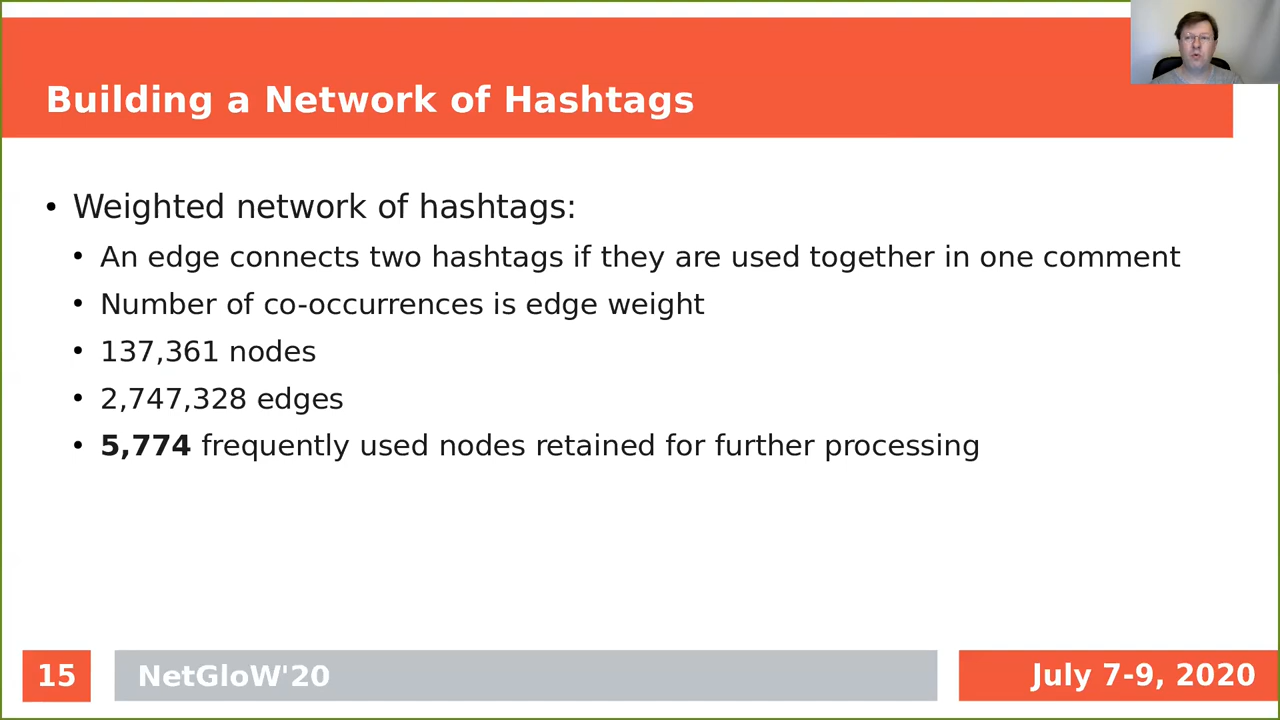 Building a Network of Hashtags
• Weighted network of hashtags:
• An edge connects two hashtags if they are used together in one comment
• Number of co-occurrences is edge weight
• 137,361 nodes
• 2,747,328 edges
• 5,774 frequently used nodes retained for further processing
15
NetGloW'20
July 7-9, 2020